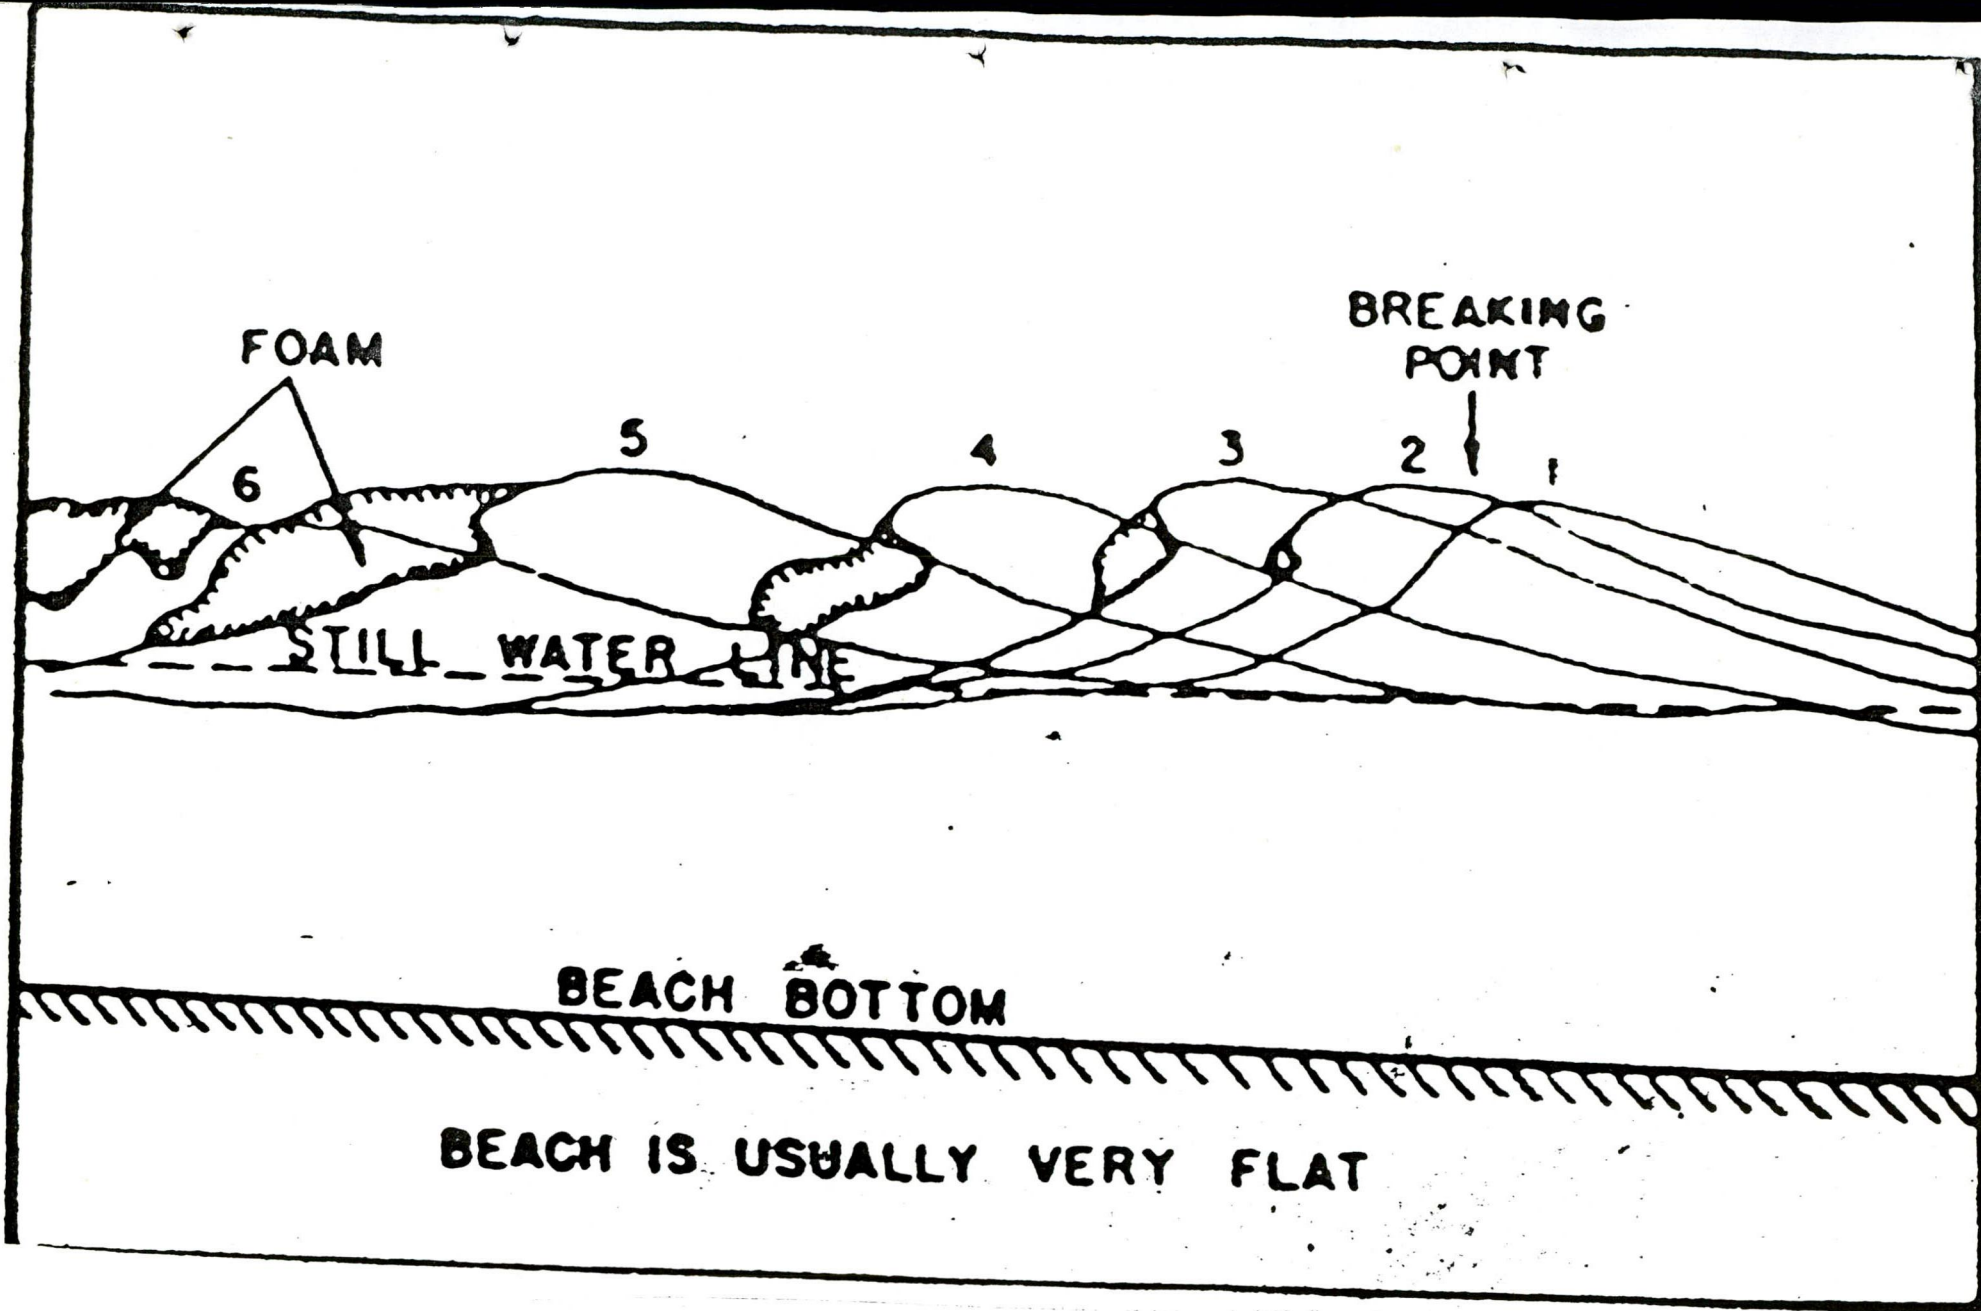 BREAKING
POINT
FOAM
6 5 4 3 2 1
STILL WATER LINE
BEACH BOTTOM
BEACH IS USUALLY VERY FLAT